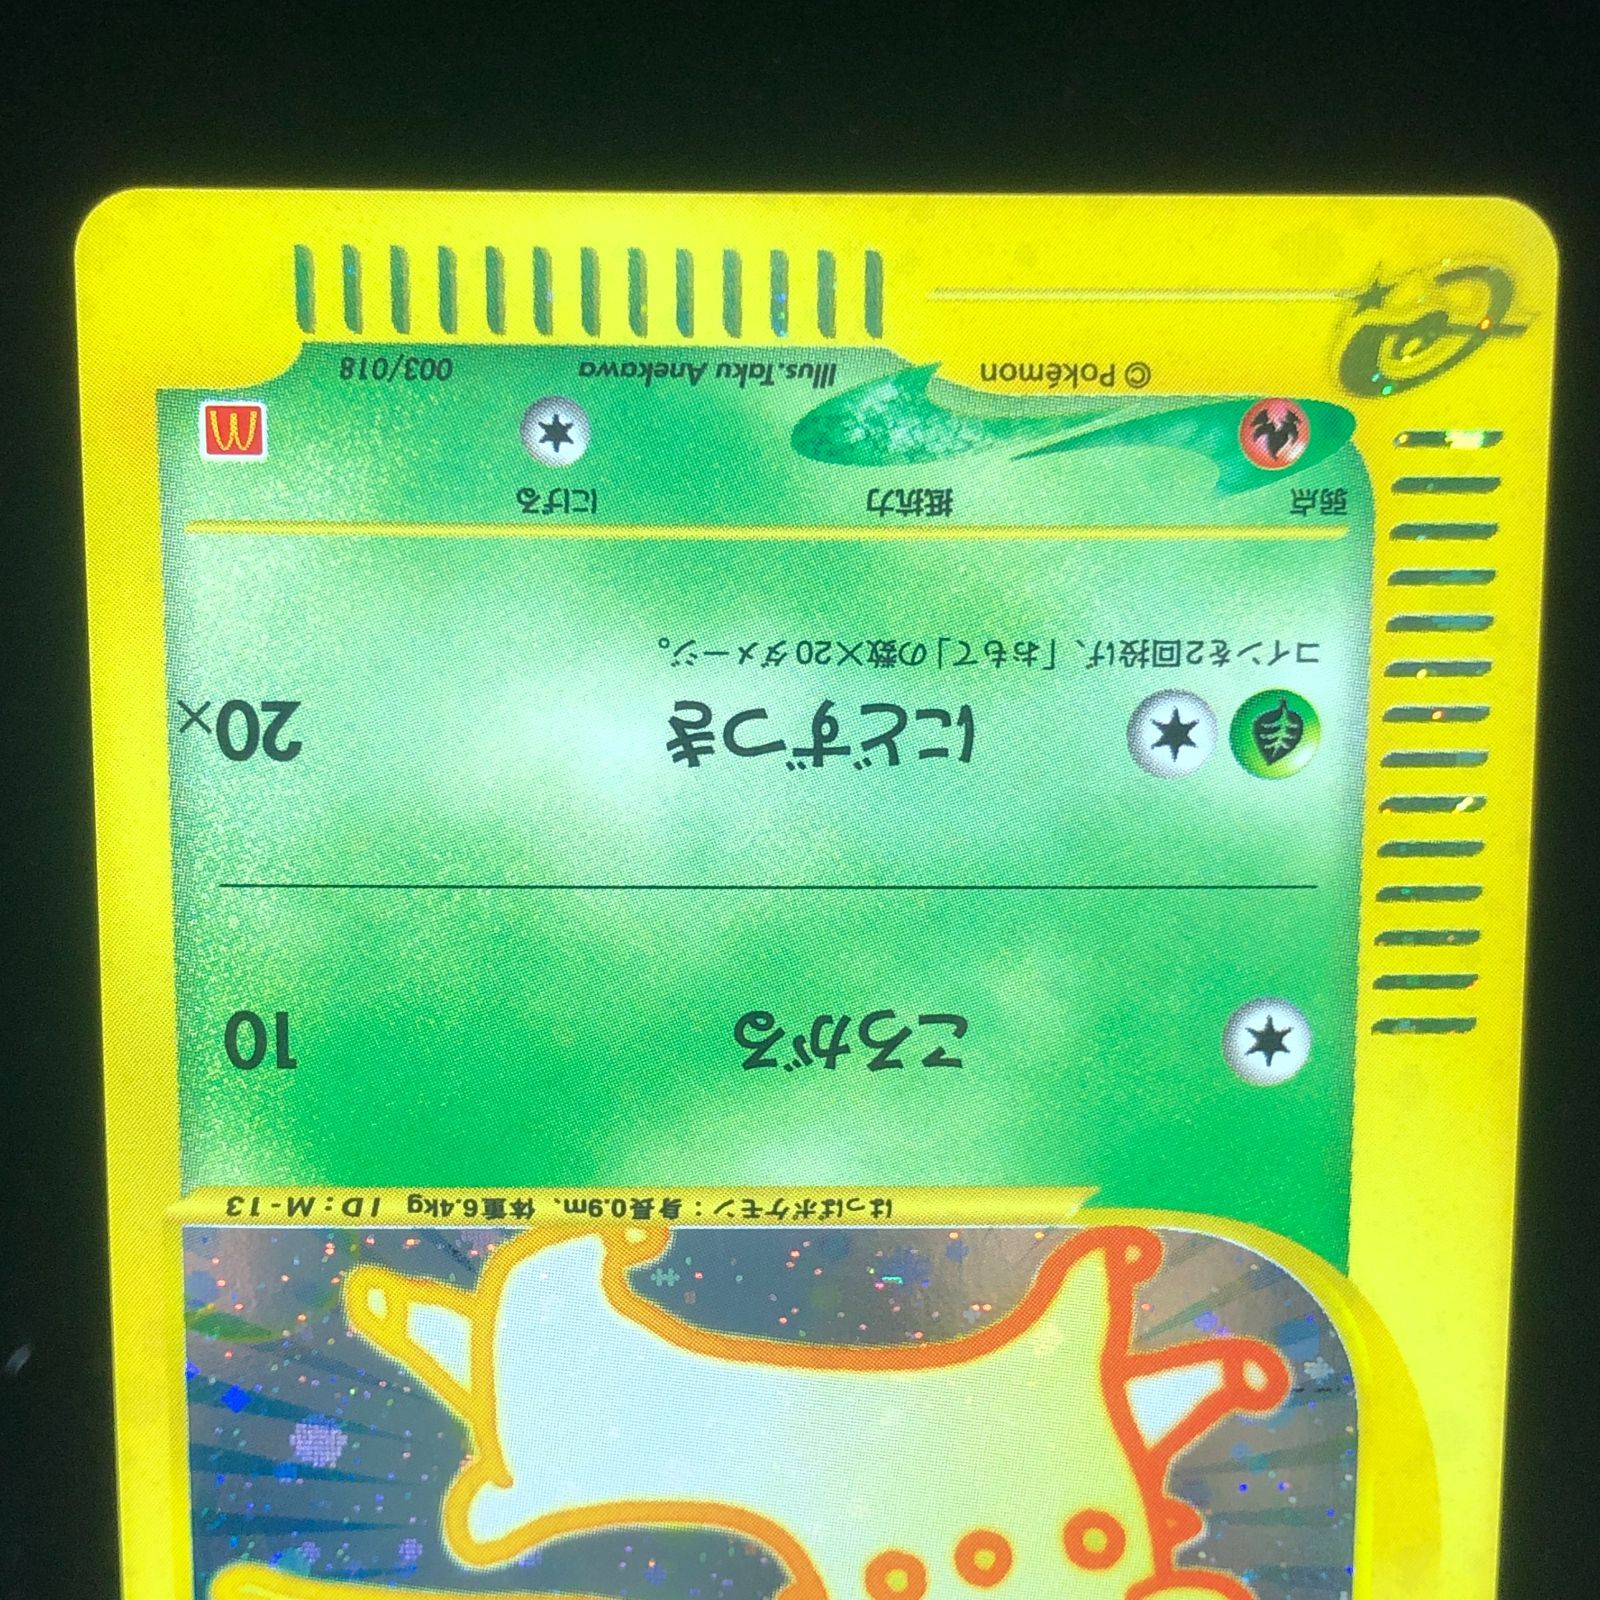 はっぱポケモン：身長0.9m、体重6.4kg ID：M-13
ころがる 10
にどずつき 20×
コインを2回投げ、「おもて」の数×20ダメージ。
弱点 抵抗力 にげる
© Pokémon Illus.Taku Anekawa 003/018